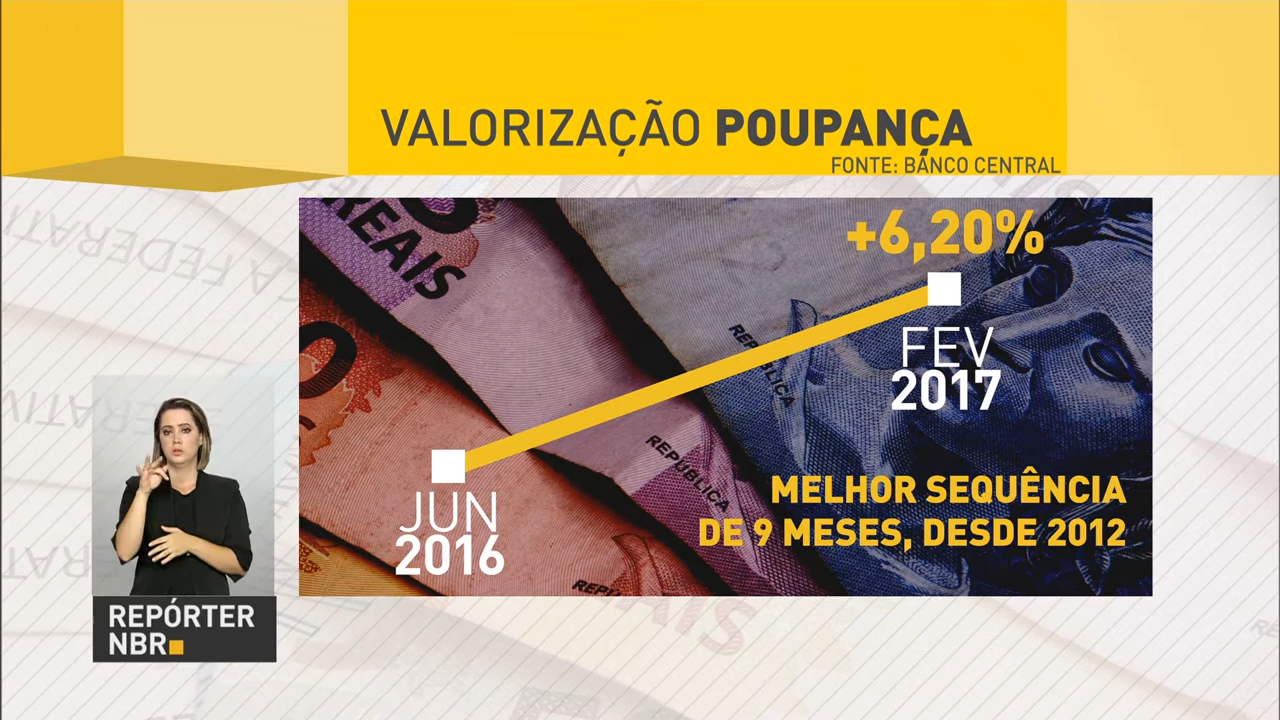 VALORIZAÇÃO POUPANÇA
FONTE: BANCO CENTRAL
REAIS
+6,20%
REPÚBLICA
FEV
2017
REPÚBLICA
JUN
2016
MELHOR SEQUÊNCIA
DE 9 MESES, DESDE 2012
REPÓRTER
NBR